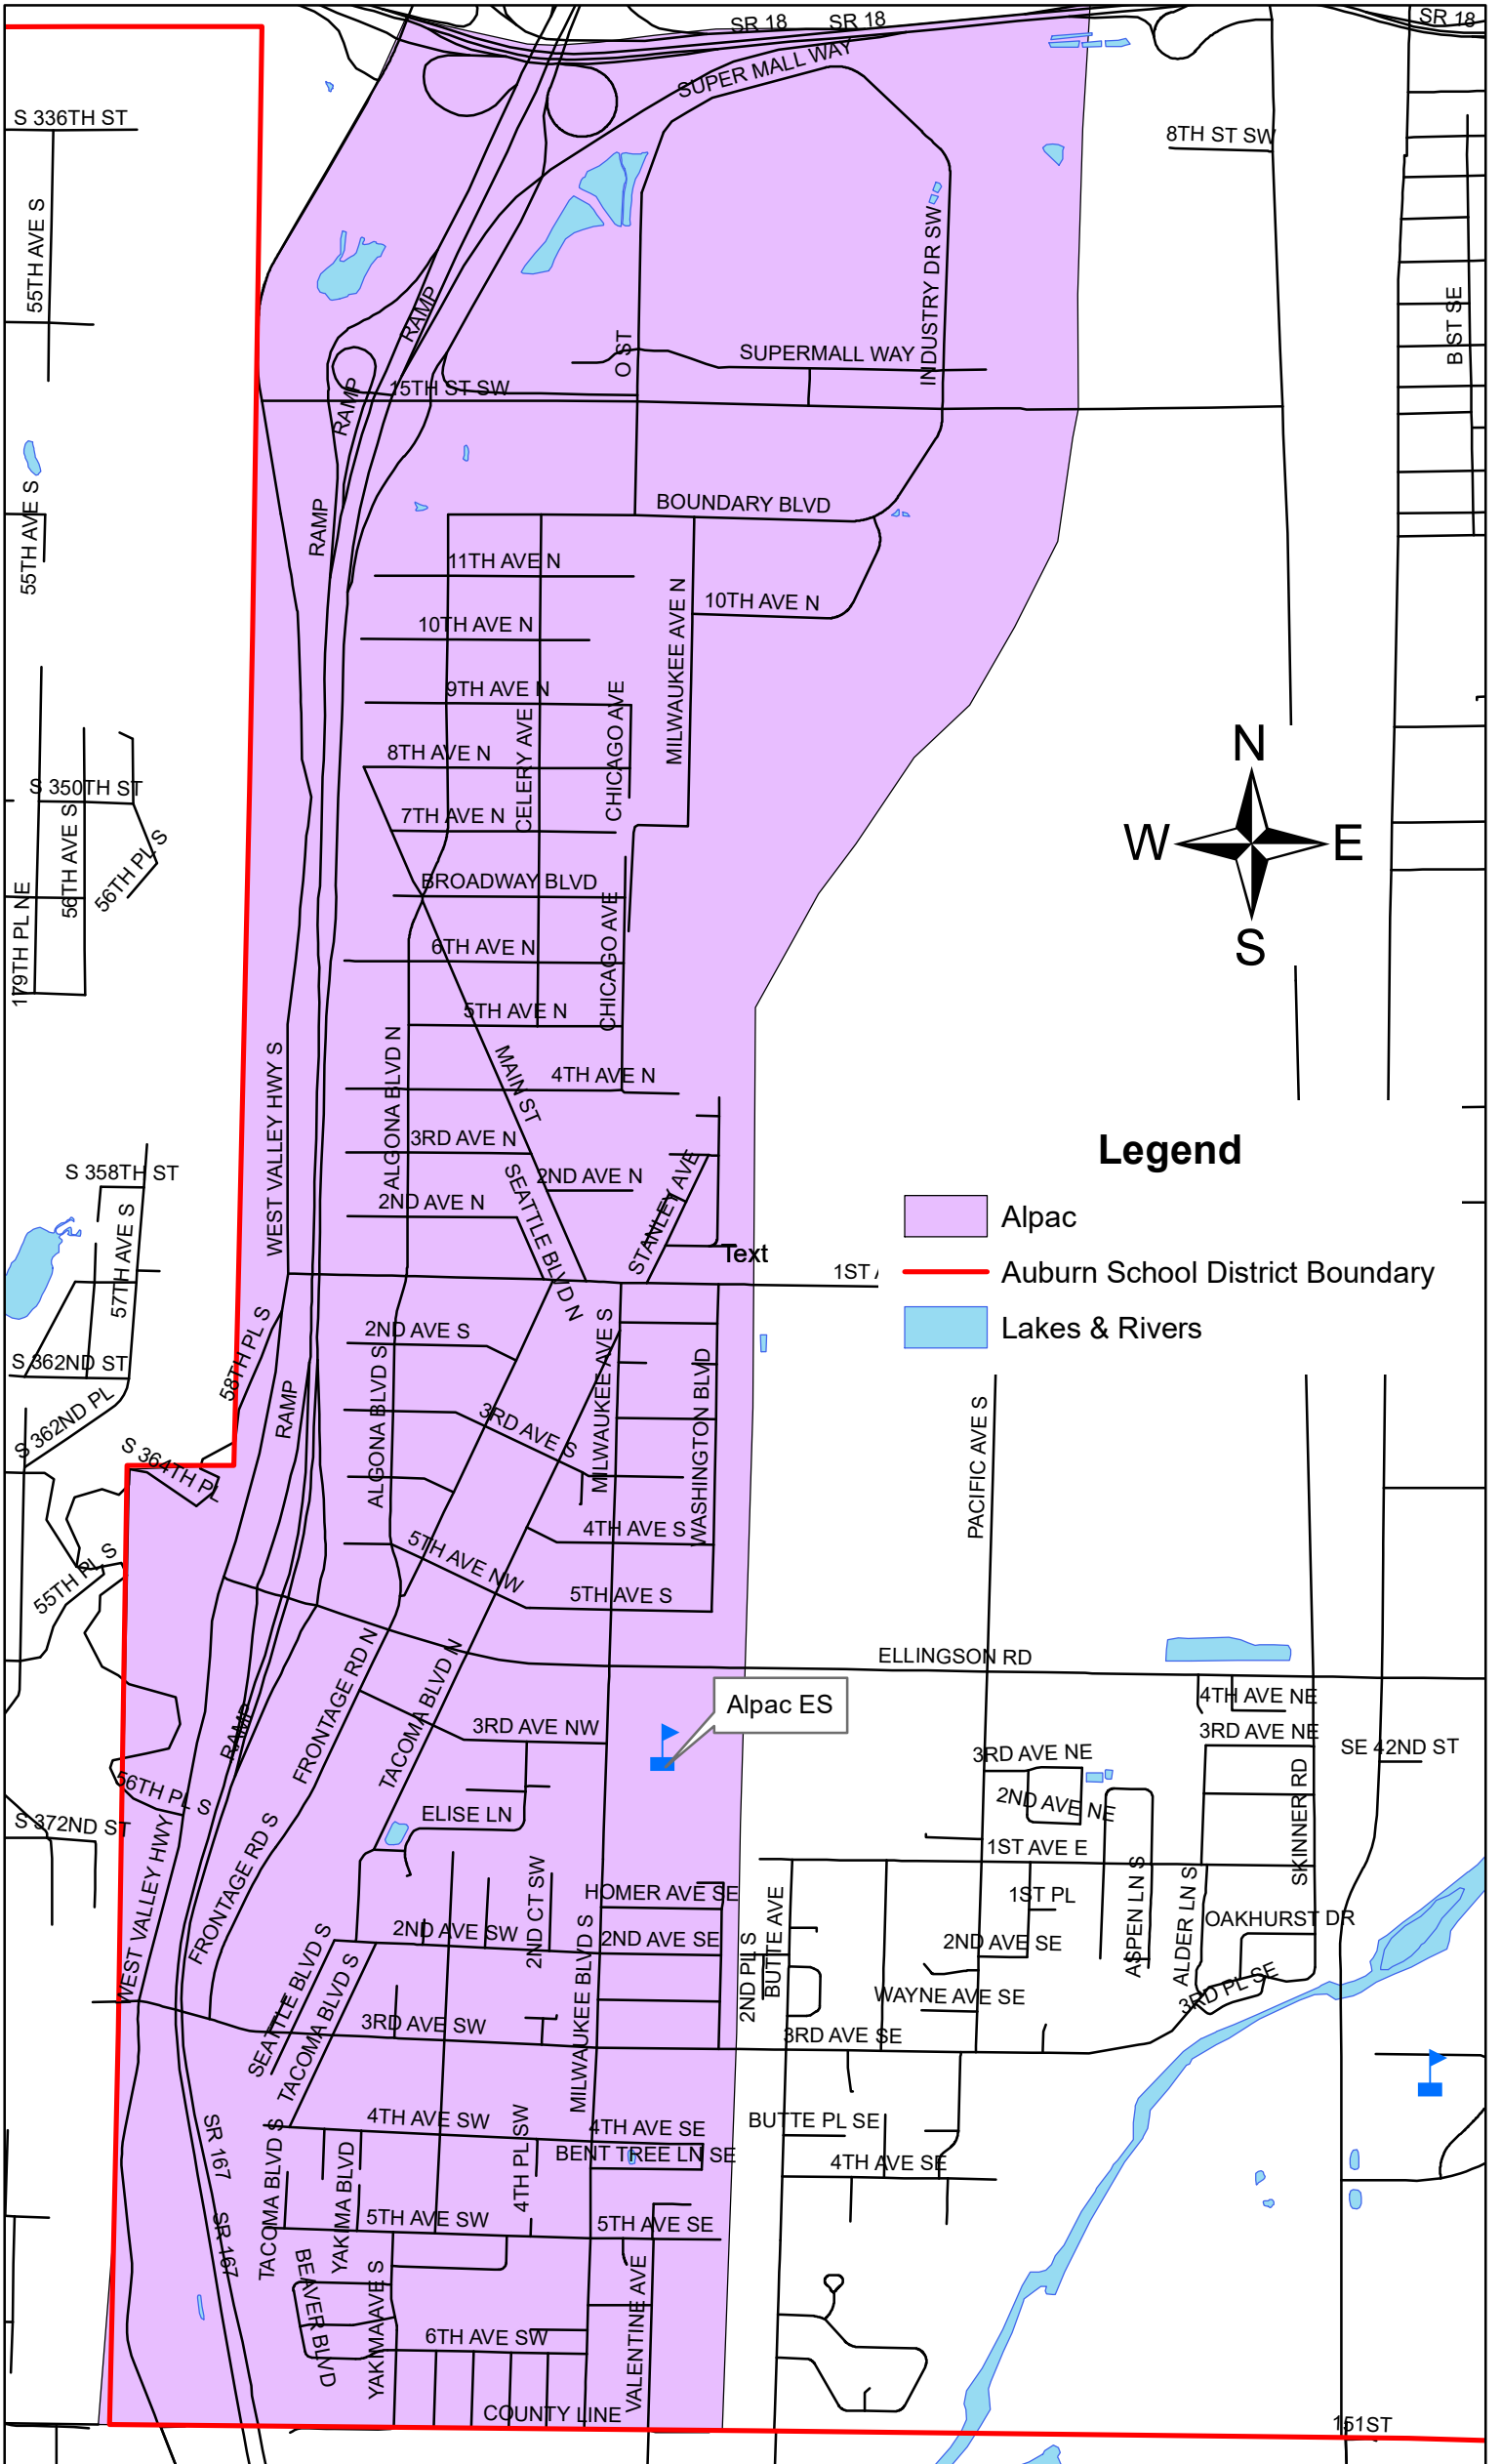 SR 18
SR 18
SR 18
SUPER MALL WAY
S 336TH ST
8TH ST SW
55TH AVE S
INDUSTRY DR SW
RAMP
B ST SE
O ST
SUPERMALL WAY
15TH ST SW
RAMP
BOUNDARY BLVD
55TH AVE S
RAMP
11TH AVE N
10TH AVE N
10TH AVE N
MILWAUKEE AVE N
9TH AVE N
CHICAGO AVE
CELERY AVE
8TH AVE N
N
S 350TH ST
7TH AVE N
56TH AVE S
56TH PL S
W
E
BROADWAY BLVD
179TH PL NE
6TH AVE N
CHICAGO AVE
S
5TH AVE N
MAIN ST
4TH AVE N
WEST VALLEY HWY S
ALGONA BLVD N
3RD AVE N
Legend
S 358TH ST
SEATTLE BLVD N
2ND AVE N
STANLEY AVE
2ND AVE N
Alpac
57TH AVE S
Text
1ST A
Auburn School District Boundary
58TH PL S
2ND AVE S
Lakes & Rivers
S 362ND ST
MILWAUKEE AVE S
WASHINGTON BLVD
ALGONA BLVD S
RAMP
S 362ND PL
3RD AVE S
PACIFIC AVE S
S 364TH PL
4TH AVE S
5TH AVE NW
55TH PL S
5TH AVE S
ELLINGSON RD
FRONTAGE RD N
TACOMA BLVD N
4TH AVE NE
Alpac ES
3RD AVE NW
3RD AVE NE
RAMP
3RD AVE NE
SE 42ND ST
56TH PL S
2ND AVE NE
SKINNER RD
S 372ND ST
ELISE LN
1ST AVE E
WEST VALLEY HWY
FRONTAGE RD S
2ND CT SW
HOMER AVE SE
1ST PL
ASPEN LN S
ALDER LN S
OAKHURST DR
2ND AVE SW
2ND AVE SE
2ND AVE SE
BUTTE AVE
2ND PL S
SEATTLE BLVD S
TACOMA BLVD S
MILWAUKEE BLVD S
WAYNE AVE SE
3RD PL SE
3RD AVE SW
3RD AVE SE
4TH AVE SW
4TH AVE SE
BUTTE PL SE
SR 167
TACOMA BLVD S
YAKIMA BLVD
4TH PL SW
BENT TREE LN SE
4TH AVE SE
5TH AVE SW
5TH AVE SE
SR 167
BEAVER BLVD
YAKIMA AVE S
VALENTINE AVE
6TH AVE SW
COUNTY LINE
151ST